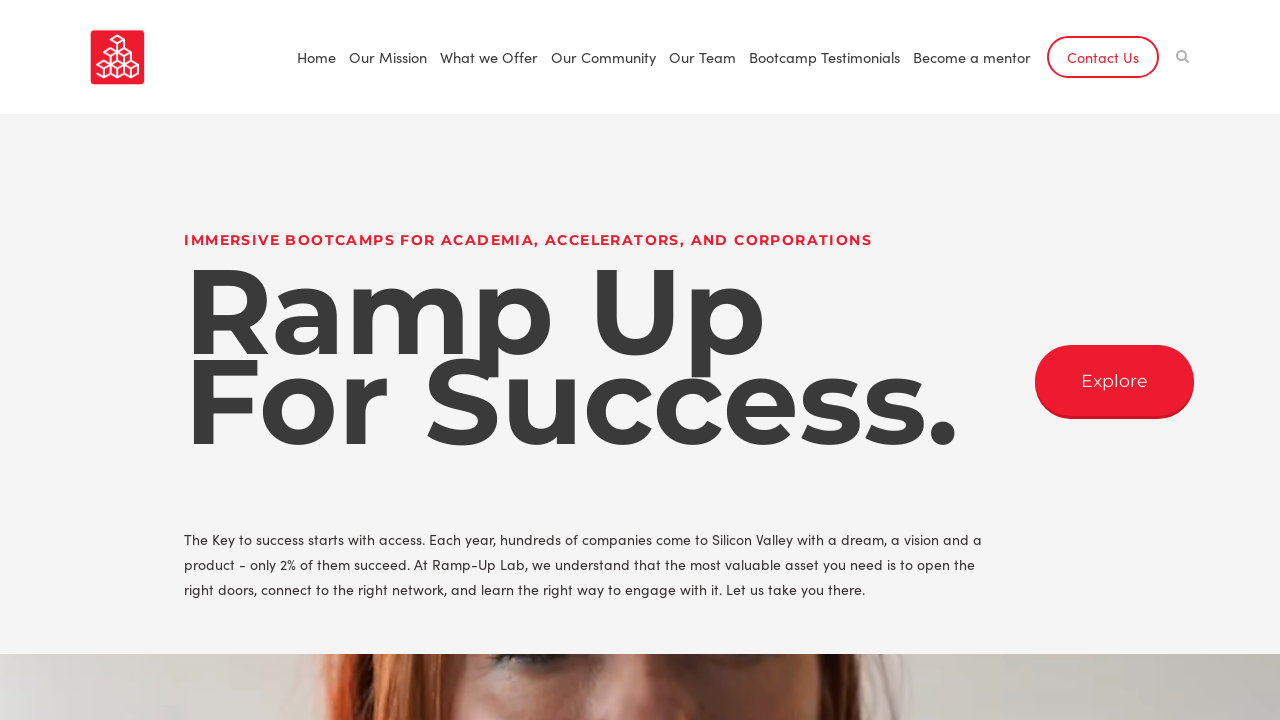 Home Our Mission What we Offer Our Community Our Team Bootcamp Testimonials Become a mentor Contact Us
IMMERSIVE BOOTCAMPS FOR ACADEMIA, ACCELERATORS, AND CORPORATIONS
Ramp Up
For Success.
Explore
The Key to success starts with access. Each year, hundreds of companies come to Silicon Valley with a dream, a vision and a
product - only 2% of them succeed. At Ramp-Up Lab, we understand that the most valuable asset you need is to open the
right doors, connect to the right network, and learn the right way to engage with it. Let us take you there.